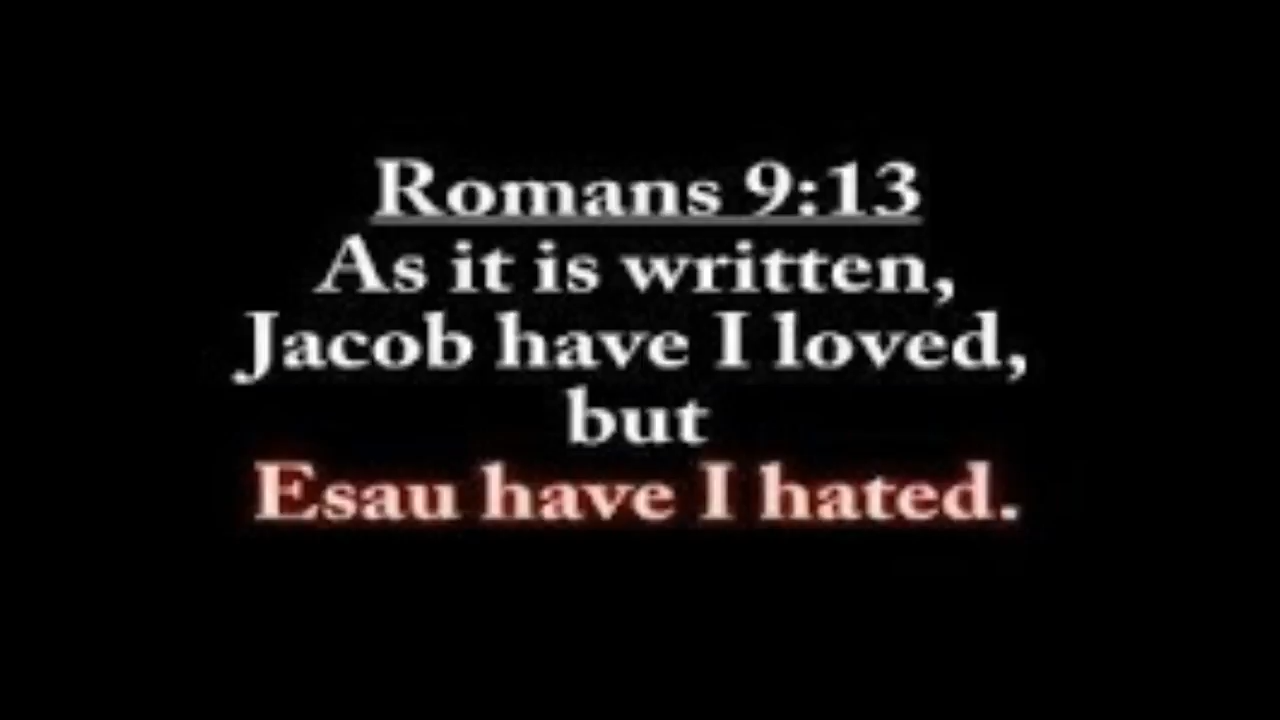 Romans 9:13
As it is written,
Jacob have I loved,
but
Esau have I hated.